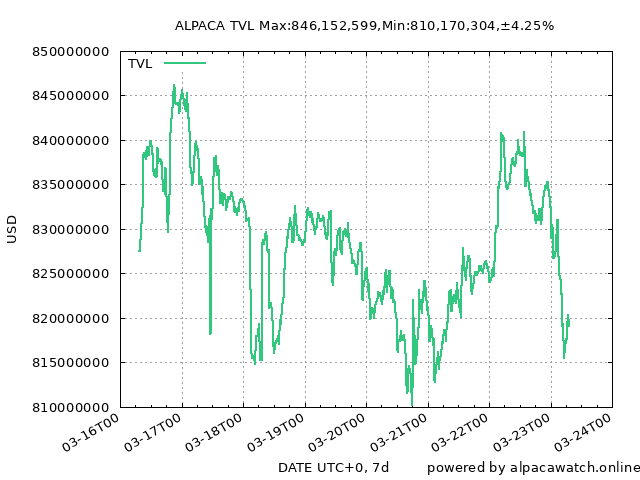 ALPACA TVL Max:846,152,599,Min:810,170,304,±4.25%
TVL
850000000
845000000
840000000
835000000
830000000
825000000
820000000
815000000
810000000
USD
03-16T00
03-17T00
03-18T00
03-19T00
03-20T00
03-21T00
03-22T00
03-23T00
03-24T00
DATE UTC+0, 7d
powered by alpacawatch.online